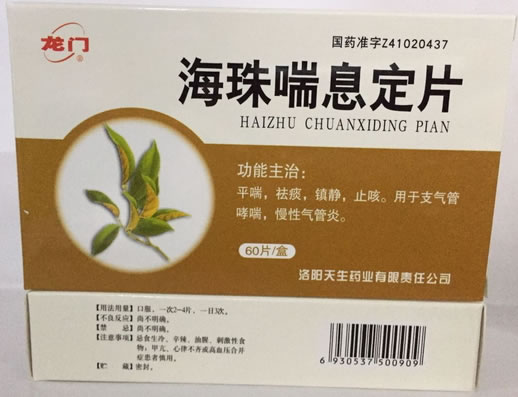 龙门
®
国药准字Z41020437
海珠喘息定片
HAIZHU CHUANXIDING PIAN
功能主治:
平喘，祛痰，镇静，止咳。用于支气管
哮喘，慢性气管炎。
60片/盒
洛阳天生药业有限责任公司
【用法用量】口服，一次2-4片，一日3次。
【不良反应】尚不明确。
【禁 忌】尚不明确。
【注意事项】忌食生冷、辛辣、油腻、刺激性食
物；甲亢、心律不齐或高血压合并
症患者慎用。
【贮 藏】密封。
6 930537 500909